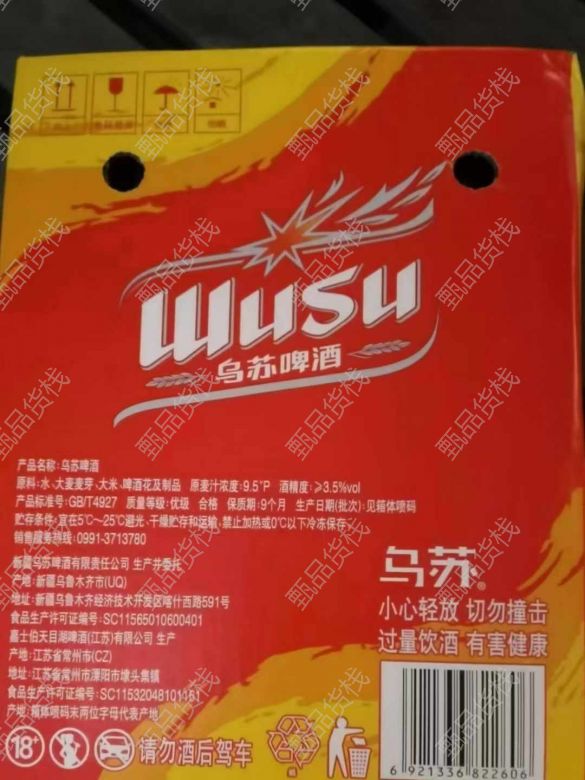 Wusu
乌苏啤酒
产品名称:乌苏啤酒
原料:水、大麦麦芽、大米、啤酒花及制品 原麦汁浓度:9.5°P 酒精度:≥3.5%vol
产品标准号:GB/T4927 质量等级:优级 合格 保质期:9个月 生产日期(批次):见箱体喷码
贮存条件:宜在5℃~25℃避光、干燥贮存和运输,禁止加热或0℃以下冷冻保存。
销售服务热线:0991-3713780
新疆乌苏啤酒有限责任公司 生产并委托
产地:新疆乌鲁木齐市(UQ)
地址:新疆乌鲁木齐经济技术开发区喀什西路591号
食品生产许可证编号:SC11565010600401
嘉士伯天目湖啤酒(江苏)有限公司 生产
产地:江苏省常州市(CZ)
地址:江苏省常州市溧阳市埭头集镇
食品生产许可证编号:SC11532048101161
产地:箱体喷码末两位字母代表产地
18+ 请勿酒后驾车
乌苏®
小心轻放 切勿撞击
过量饮酒 有害健康
6 921336 822606
甄品货栈